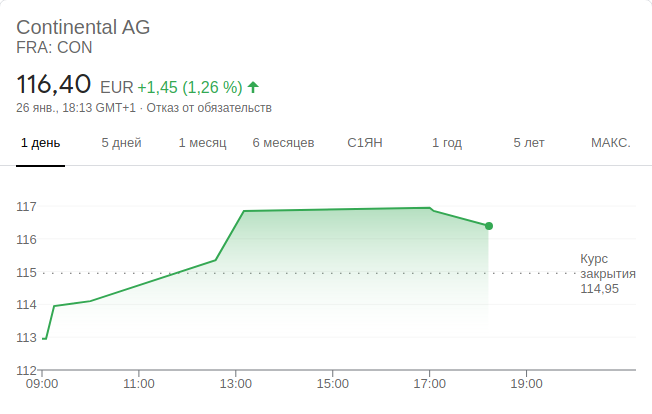 Continental AG
FRA: CON
116,40 EUR +1,45 (1,26 %)
26 янв., 18:13 GMT+1 · Отказ от обязательств
1 день 5 дней 1 месяц 6 месяцев С1ЯН 1 год 5 лет МАКС.
117
116
115
114
113
112
Курс
закрытия
114,95
09:00 11:00 13:00 15:00 17:00 19:00